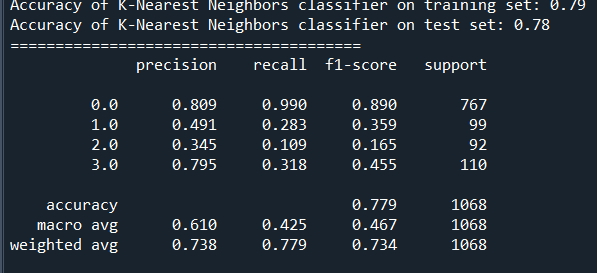 Accuracy of K-Nearest Neighbors classifier on training set: 0.79
Accuracy of K-Nearest Neighbors classifier on test set: 0.78
=======================================
precision recall f1-score support
0.0 0.809 0.990 0.890 767
1.0 0.491 0.283 0.359 99
2.0 0.345 0.109 0.165 92
3.0 0.795 0.318 0.455 110
accuracy 0.779 1068
macro avg 0.610 0.425 0.467 1068
weighted avg 0.738 0.779 0.734 1068